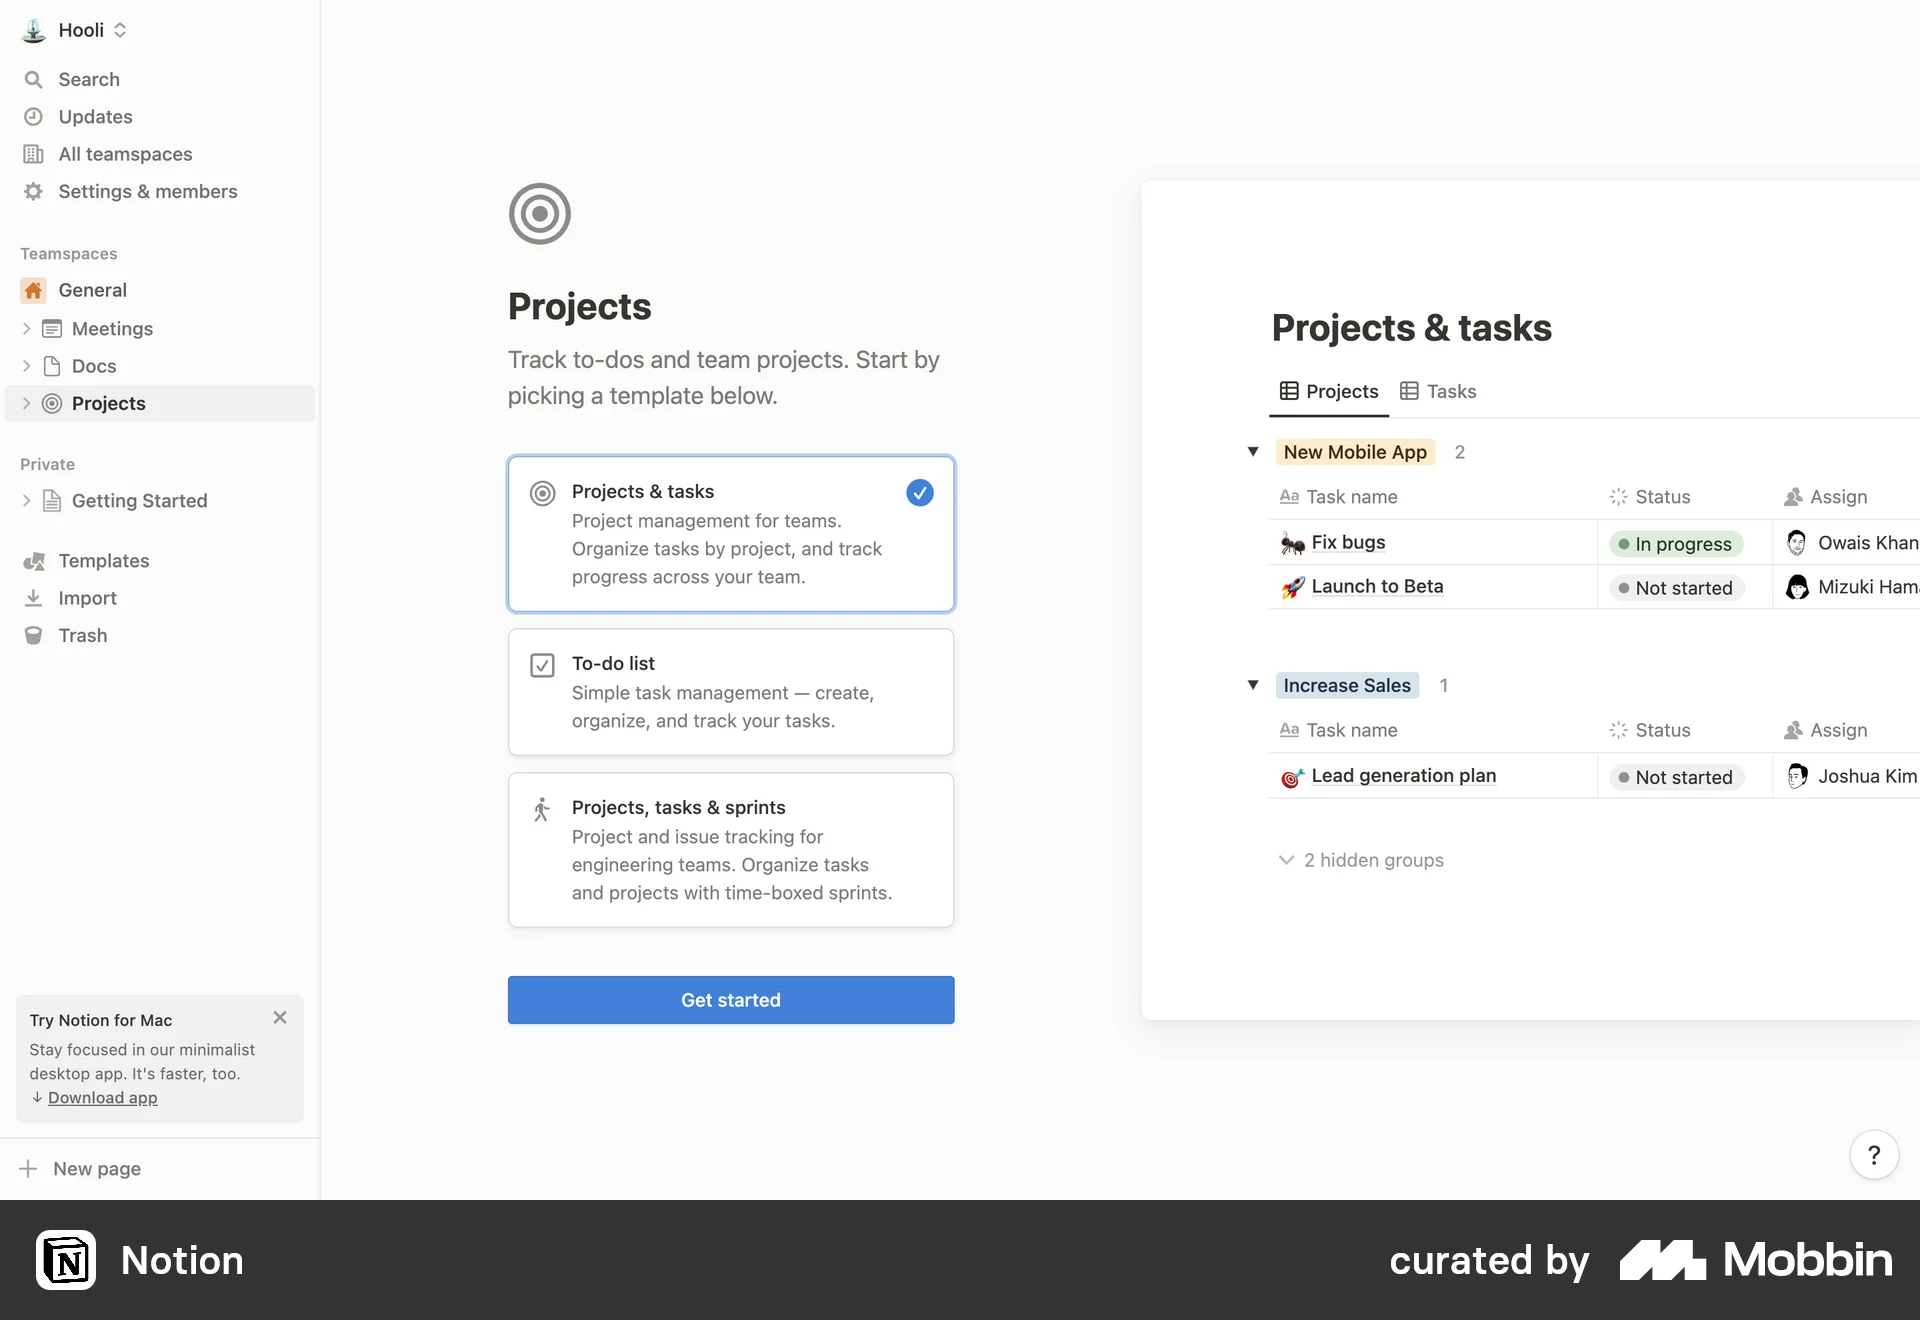 Hooli
Search
Updates
All teamspaces
Settings & members
Teamspaces
General
Meetings
Docs
Projects
Private
Getting Started
Templates
Import
Trash
Try Notion for Mac
Stay focused in our minimalist
desktop app. It's faster, too.
↓ Download app
New page
Projects
Track to-dos and team projects. Start by
picking a template below.
Projects & tasks
Project management for teams.
Organize tasks by project, and track
progress across your team.
To-do list
Simple task management — create,
organize, and track your tasks.
Projects, tasks & sprints
Project and issue tracking for
engineering teams. Organize tasks
and projects with time-boxed sprints.
Get started
Projects & tasks
Projects Tasks
New Mobile App 2
Aa Task name Status Assign
Fix bugs In progress Owais Khan
Launch to Beta Not started Mizuki Hama
Increase Sales 1
Aa Task name Status Assign
Lead generation plan Not started Joshua Kim
2 hidden groups
?
N Notion
curated by Mobbin